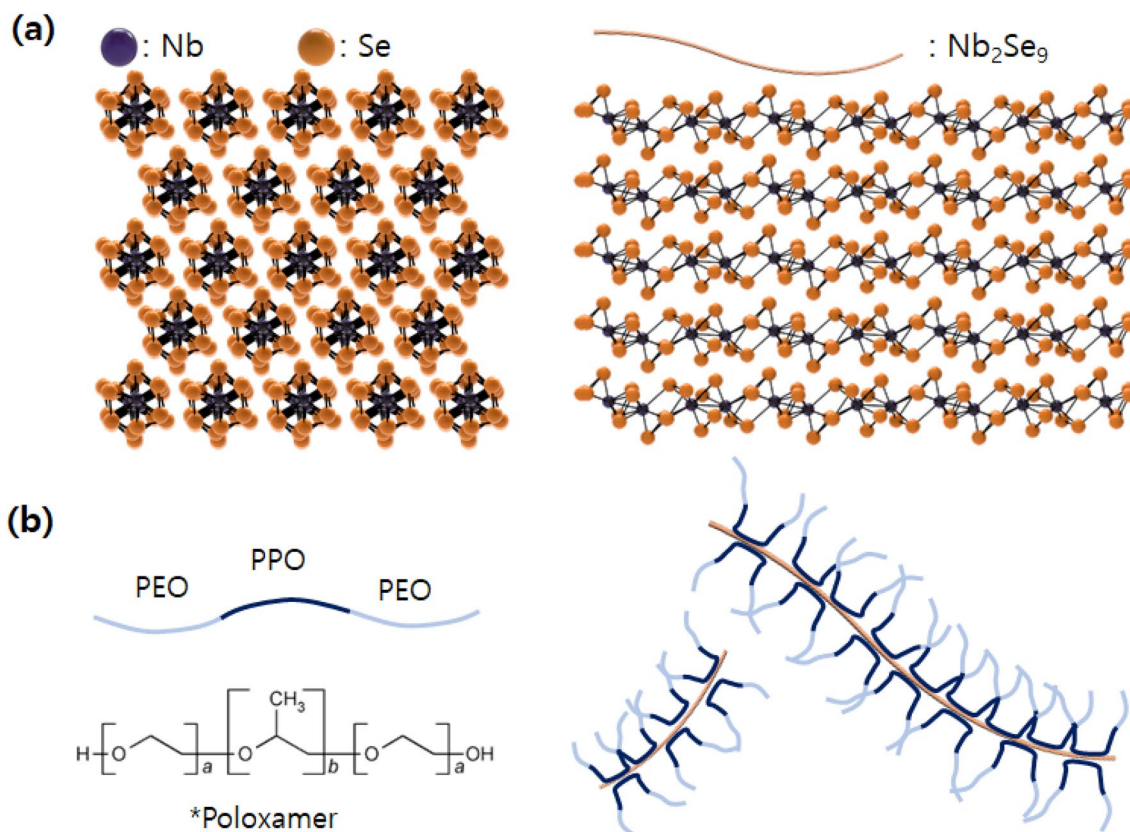 (a)
: Nb : Se : Nb₂Se₉
(b)
PPO
PEO PEO
CH₃
H O a O b O a OH
*Poloxamer